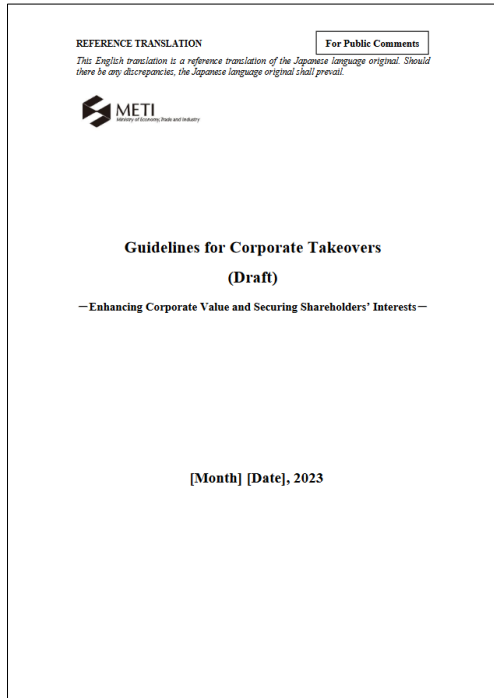 REFERENCE TRANSLATION
For Public Comments
This English translation is a reference translation of the Japanese language original. Should
there be any discrepancies, the Japanese language original shall prevail.
METI
Ministry of Economy, Trade and Industry
Guidelines for Corporate Takeovers
(Draft)
―Enhancing Corporate Value and Securing Shareholders' Interests―
[Month] [Date], 2023